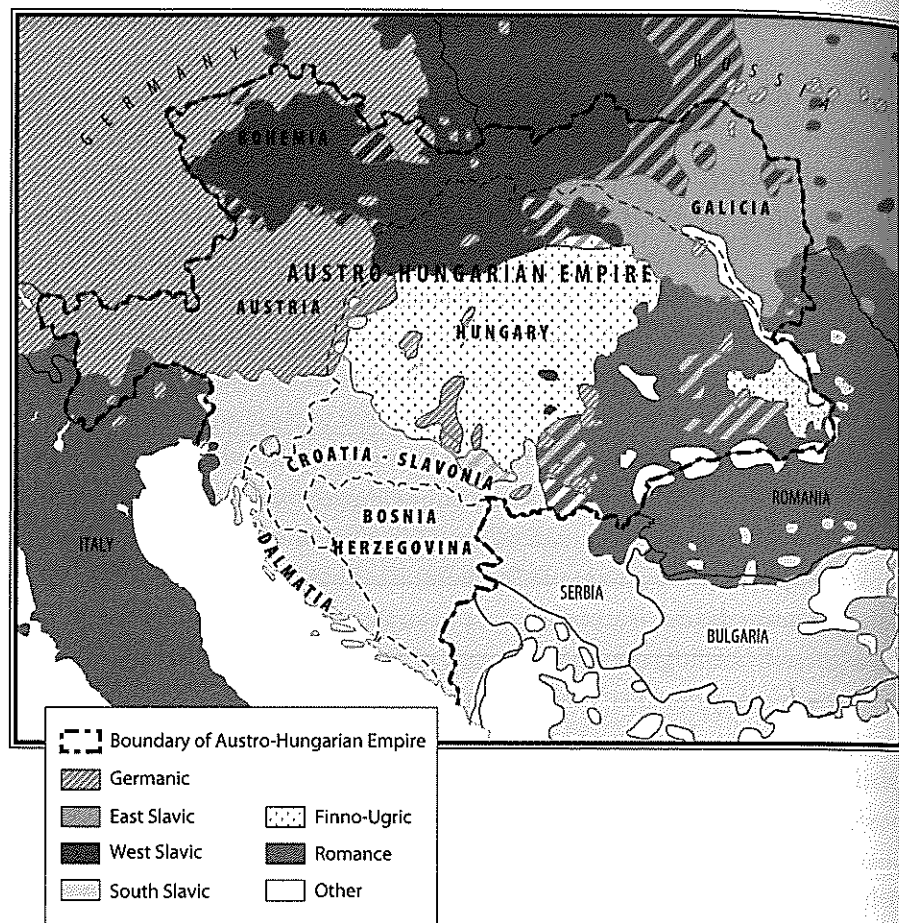 GERMANY
RUSSIA
BOHEMIA
GALICIA
AUSTRO-HUNGARIAN EMPIRE
AUSTRIA
HUNGARY
CROATIA - SLAVONIA
ROMANIA
BOSNIA
HERZEGOVINA
ITALY
DALMATIA
SERBIA
BULGARIA
Boundary of Austro-Hungarian Empire
Germanic
East Slavic
Finno-Ugric
West Slavic
Romance
South Slavic
Other